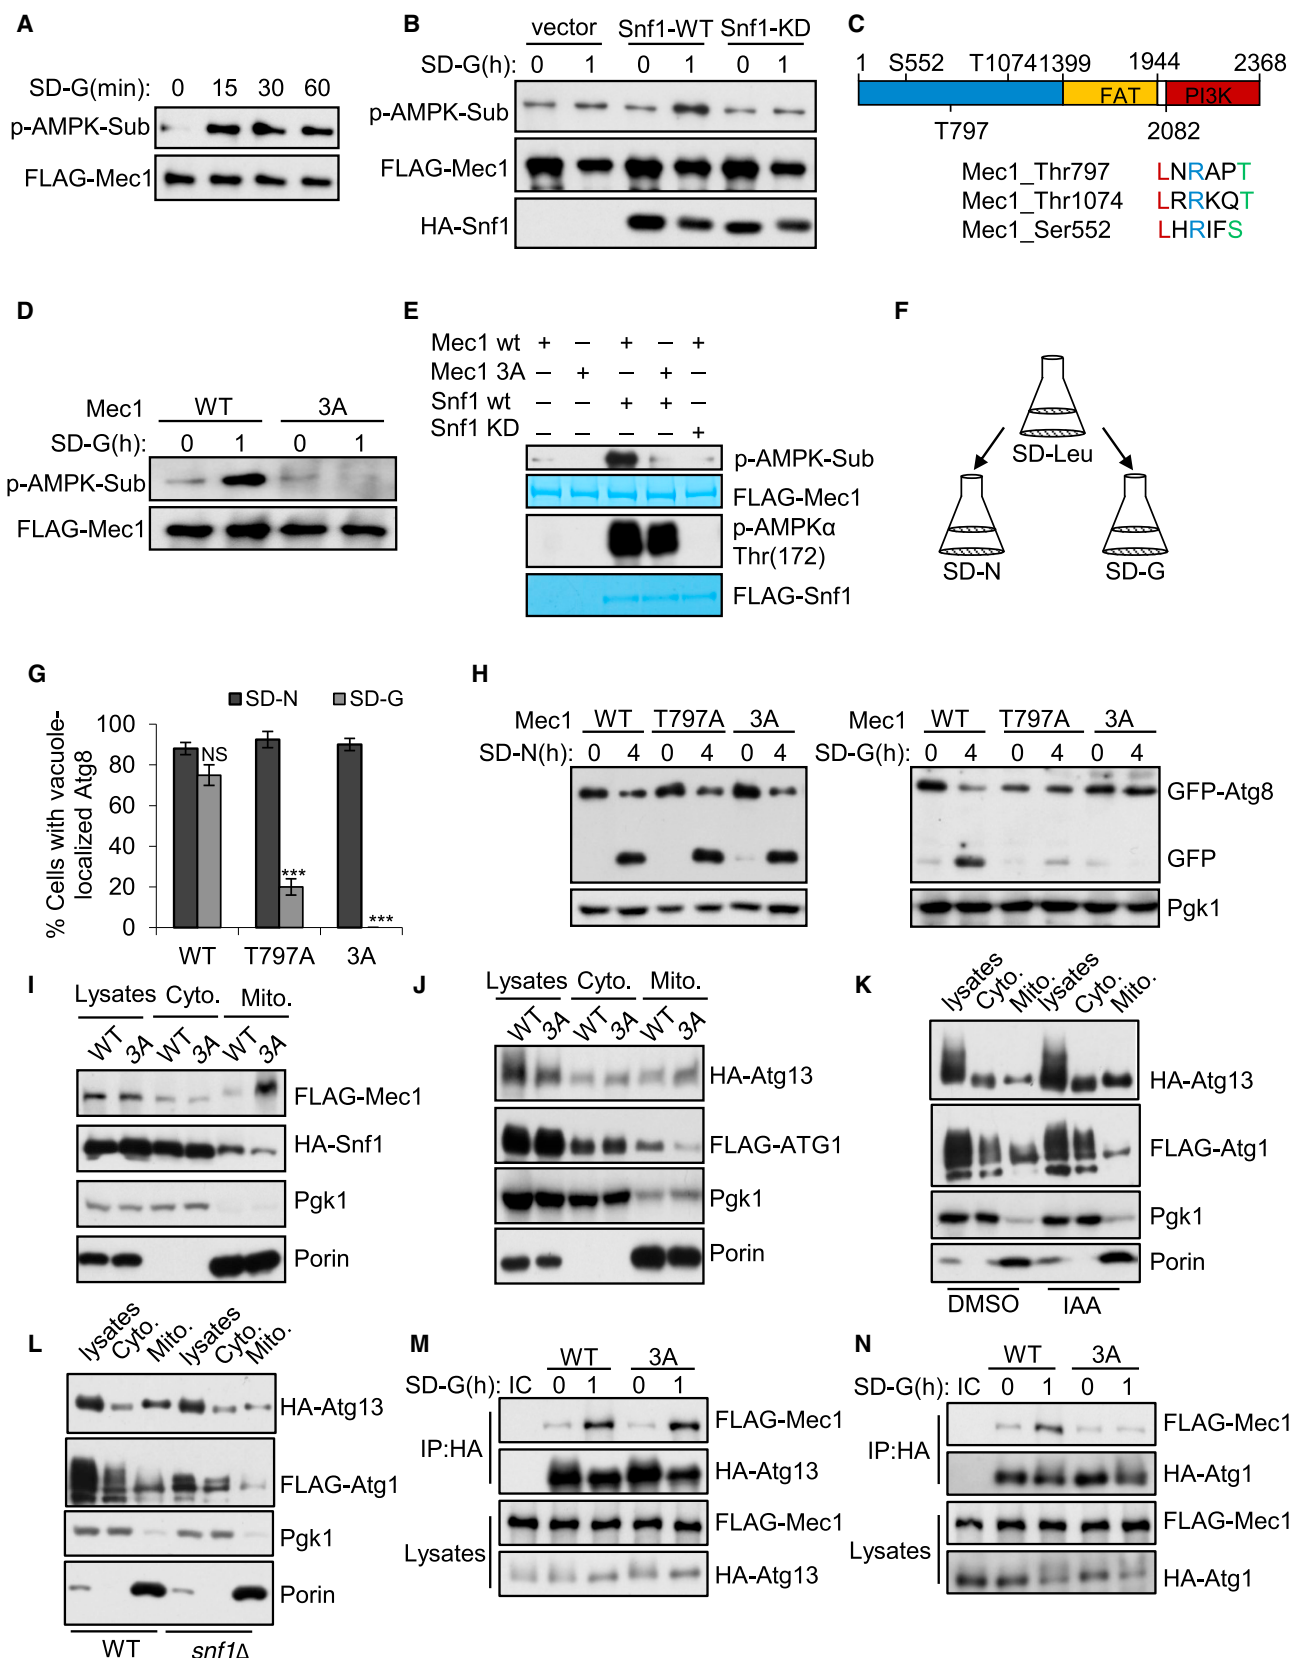 A
SD-G(min): 0 15 30 60
p-AMPK-Sub
FLAG-Mec1
B
vector Snf1-WT Snf1-KD
SD-G(h): 0 1 0 1 0 1
p-AMPK-Sub
FLAG-Mec1
HA-Snf1
C
1 S552 T1074 1399 1944 2368
FAT PI3K
T797 2082
Mec1_Thr797 LNRAPT
Mec1_Thr1074 LRRKQT
Mec1_Ser552 LHRIFS
D
Mec1 WT 3A
SD-G(h): 0 1 0 1
p-AMPK-Sub
FLAG-Mec1
E
Mec1 wt + – + – +
Mec1 3A – + – + –
Snf1 wt – – + + –
Snf1 KD – – – – +
p-AMPK-Sub
FLAG-Mec1
p-AMPKα
Thr(172)
FLAG-Snf1
F
SD-Leu
SD-N SD-G
G
SD-N SD-G
% Cells with vacuole-
localized Atg8
100
80
60
40
20
0
NS
***
***
WT T797A 3A
H
Mec1 WT T797A 3A
SD-N(h): 0 4 0 4 0 4
Mec1 WT T797A 3A
SD-G(h): 0 4 0 4 0 4
GFP-Atg8
GFP
Pgk1
I
Lysates Cyto. Mito.
WT 3A WT 3A WT 3A
FLAG-Mec1
HA-Snf1
Pgk1
Porin
J
Lysates Cyto. Mito.
WT 3A WT 3A WT 3A
HA-Atg13
FLAG-ATG1
Pgk1
Porin
K
lysates Cyto. Mito. lysates Cyto. Mito.
HA-Atg13
FLAG-Atg1
Pgk1
Porin
DMSO IAA
L
lysates Cyto. Mito. lysates Cyto. Mito.
HA-Atg13
FLAG-Atg1
Pgk1
Porin
WT snf1Δ
M
WT 3A
SD-G(h): IC 0 1 0 1
IP:HA
FLAG-Mec1
HA-Atg13
Lysates
FLAG-Mec1
HA-Atg13
N
WT 3A
SD-G(h): IC 0 1 0 1
IP:HA
FLAG-Mec1
HA-Atg1
Lysates
FLAG-Mec1
HA-Atg1